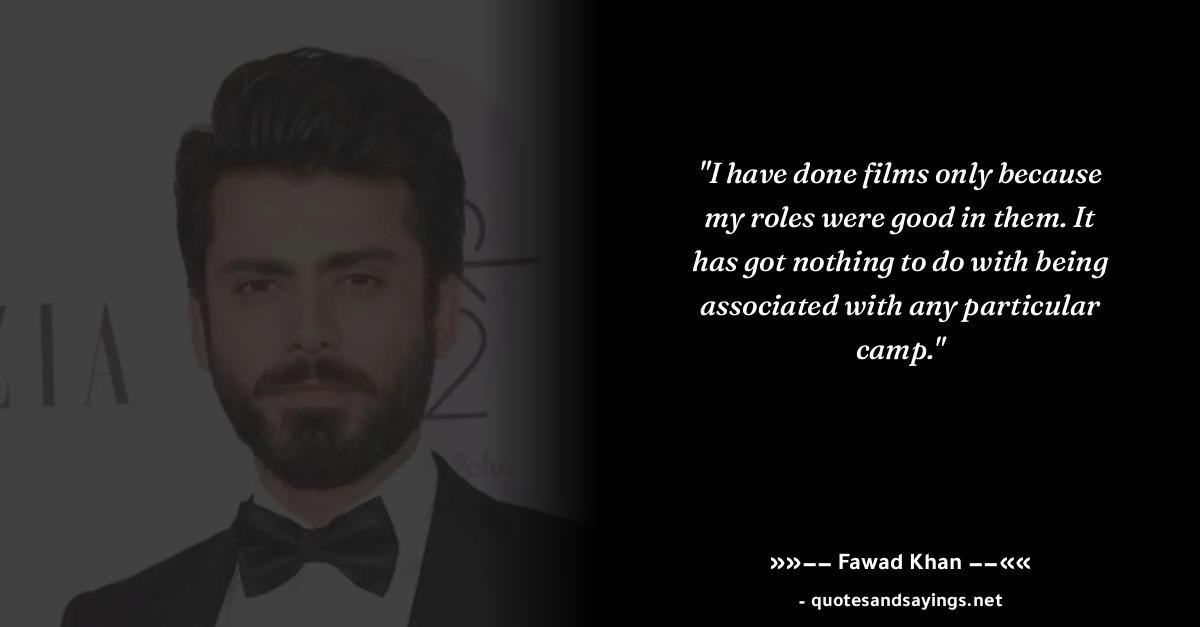 "I have done films only because
my roles were good in them. It
has got nothing to do with being
associated with any particular
camp."
ZIA
»»−− Fawad Khan −−««
- quotesandsayings.net